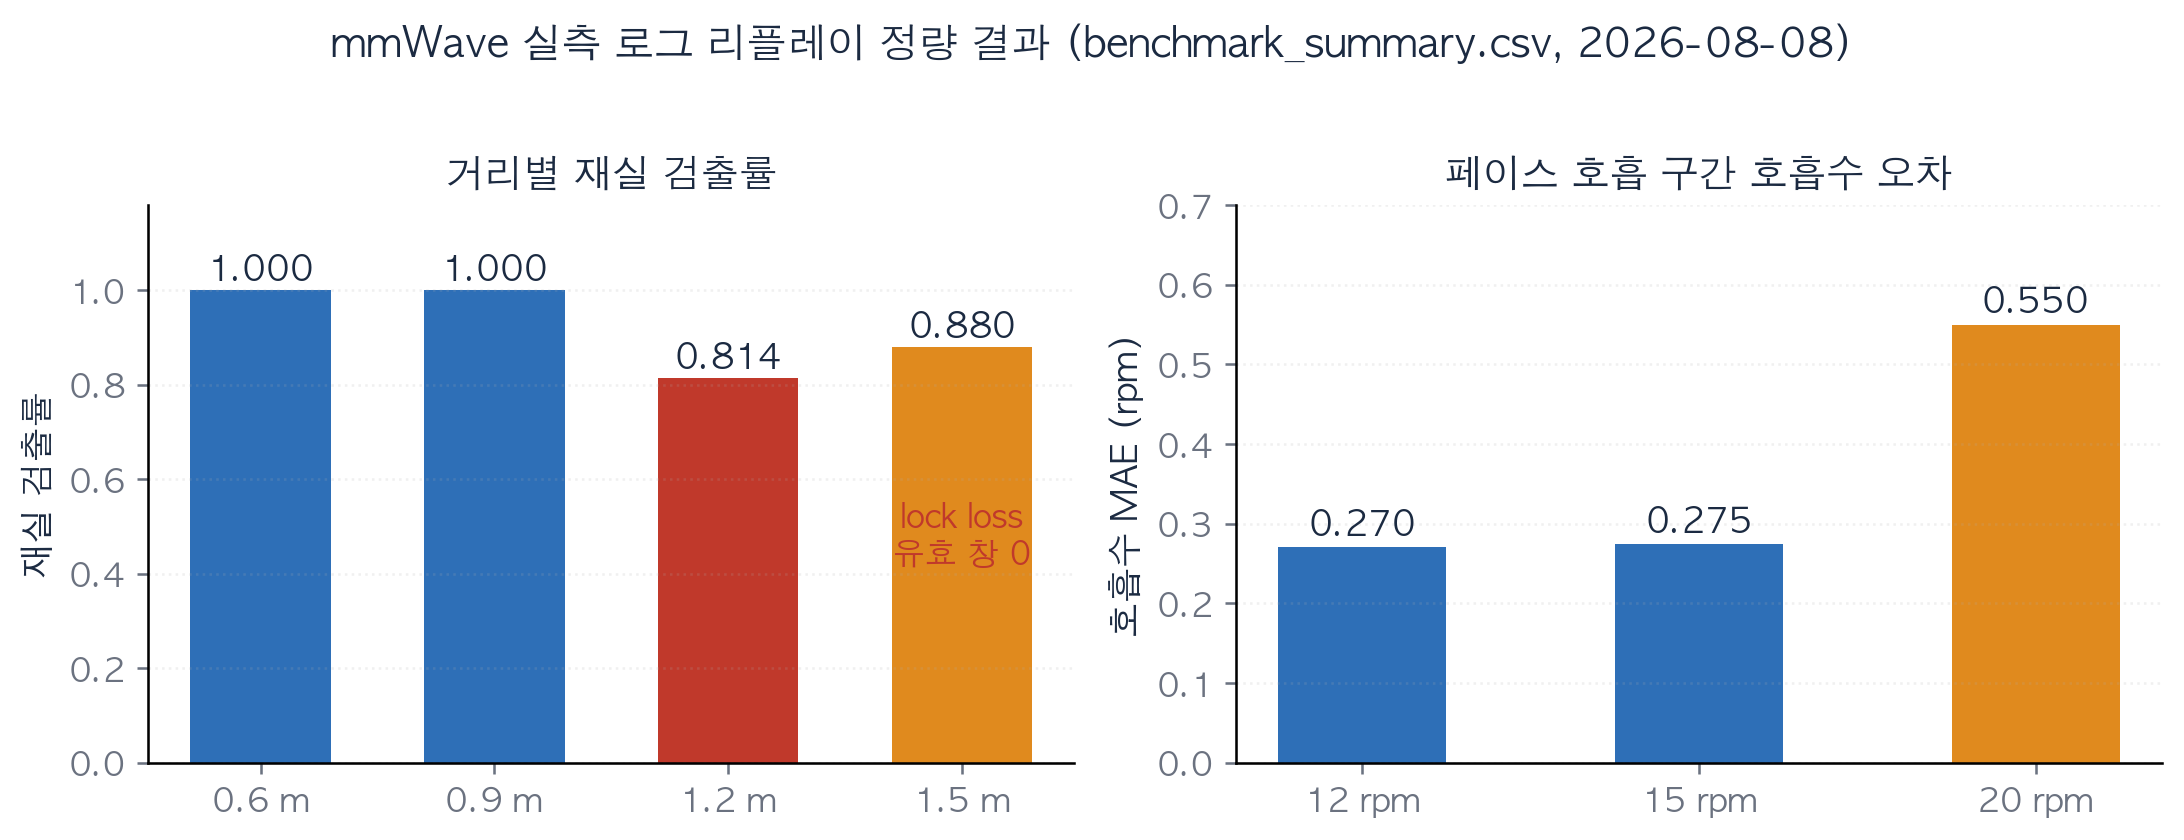 mmWave 실측 로그 리플레이 정량 결과 (benchmark_summary.csv, 2026-08-08)
거리별 재실 검출률
재실 검출률
1.0
0.8
0.6
0.4
0.2
0.0
1.000
1.000
0.814
0.880
lock loss
유효 창 0
0.6 m
0.9 m
1.2 m
1.5 m
페이스 호흡 구간 호흡수 오차
호흡수 MAE (rpm)
0.7
0.6
0.5
0.4
0.3
0.2
0.1
0.0
0.270
0.275
0.550
12 rpm
15 rpm
20 rpm